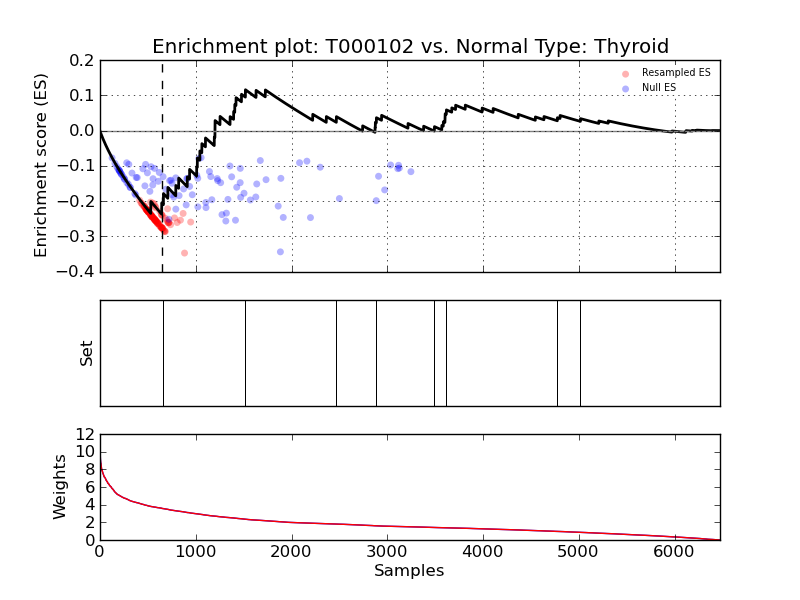 Enrichment plot: T000102 vs. Normal Type: Thyroid
Enrichment score (ES)
0.2
0.1
0.0
−0.1
−0.2
−0.3
−0.4
Resampled ES
Null ES
Set
Weights
12
10
8
6
4
2
0
0 1000 2000 3000 4000 5000 6000
Samples